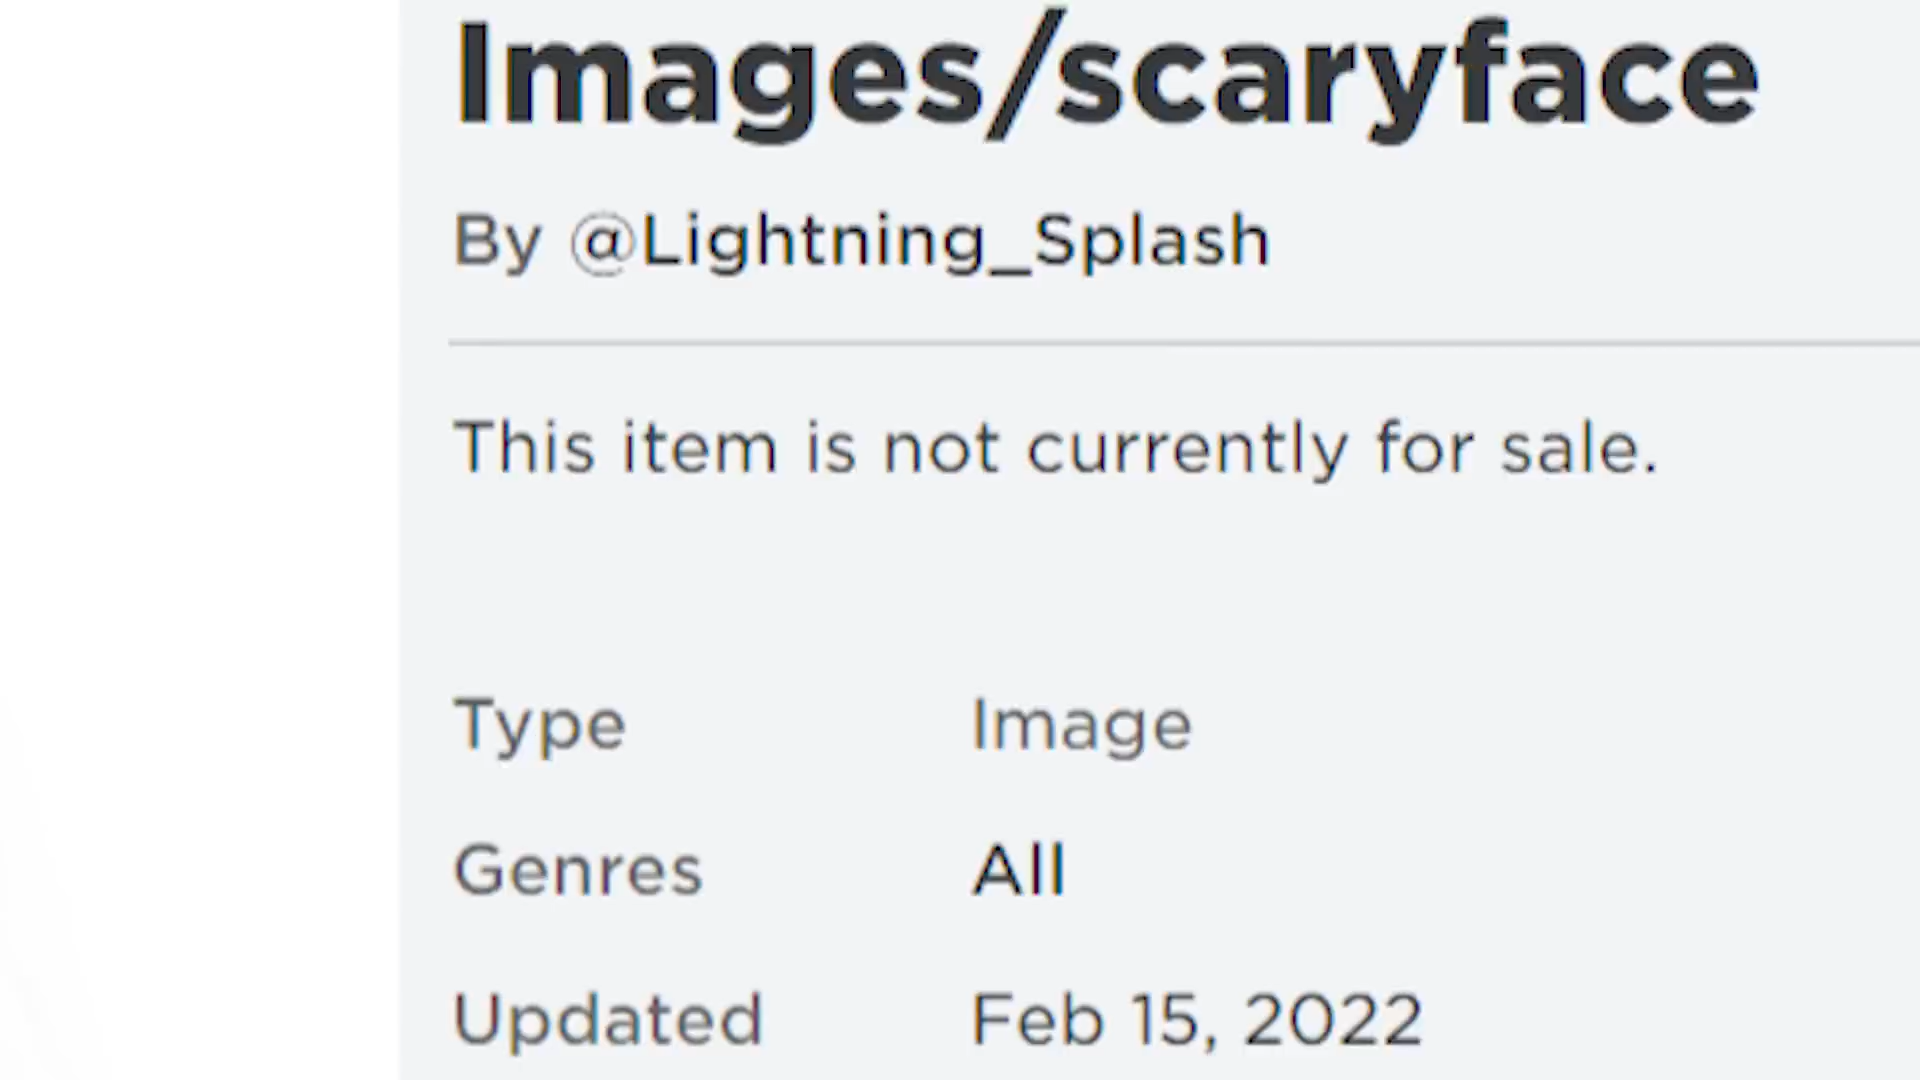 Images/scaryface
By @Lightning_Splash
This item is not currently for sale.
Type Image
Genres All
Updated Feb 15, 2022